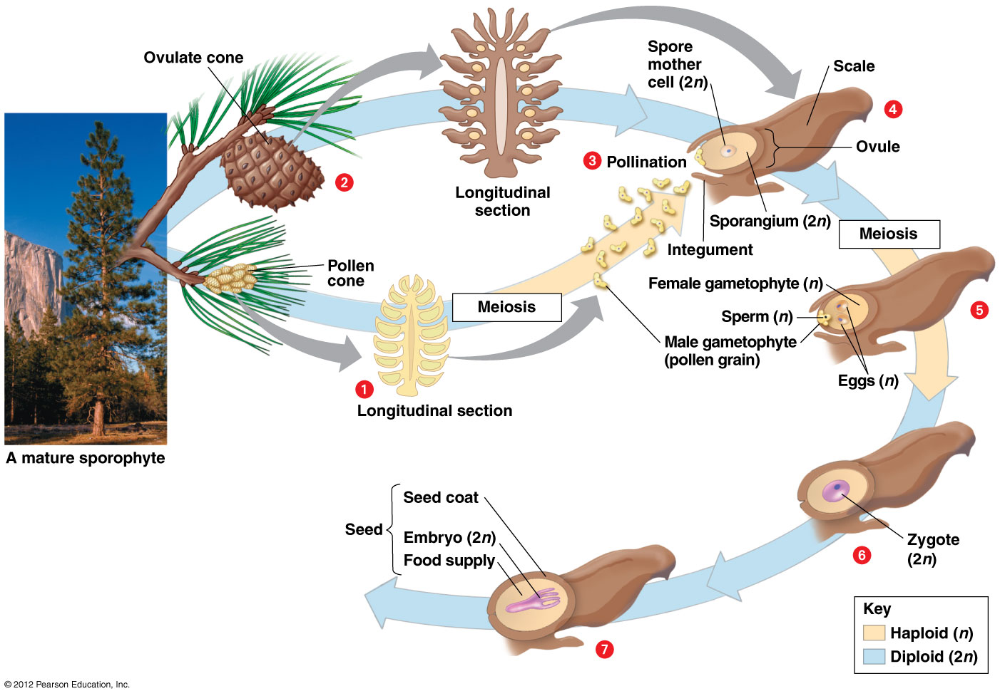 Ovulate cone
Spore
mother
cell (2n)
Scale
4
Ovule
3 Pollination
2
Longitudinal
section
Sporangium (2n)
Meiosis
Integument
Pollen
cone
Female gametophyte (n)
Meiosis
Sperm (n)
5
Male gametophyte
(pollen grain)
Eggs (n)
1
Longitudinal section
A mature sporophyte
Seed coat
Seed
Embryo (2n)
Food supply
Zygote
(2n)
6
7
Key
Haploid (n)
Diploid (2n)
© 2012 Pearson Education, Inc.